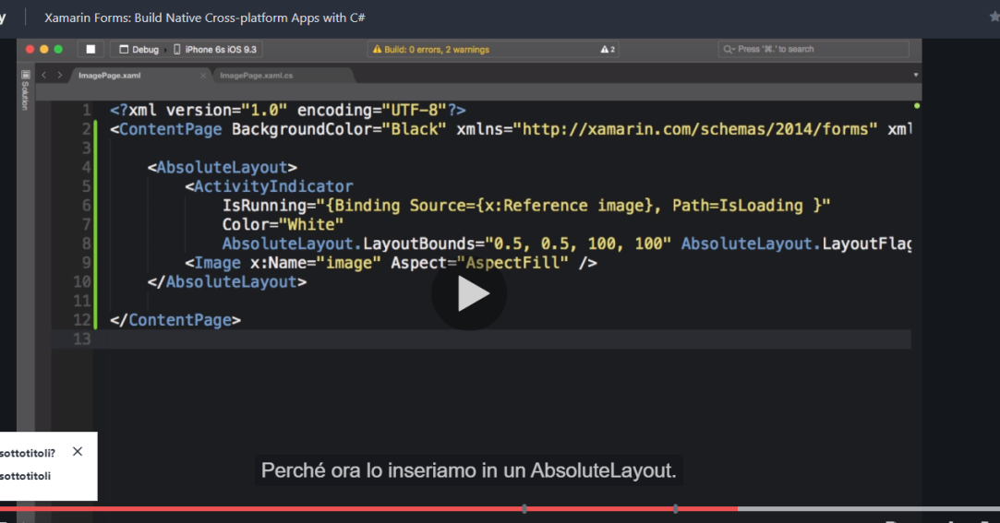 y
Xamarin Forms: Build Native Cross-platform Apps with C#
Debug
iPhone 6s iOS 9.3
Build: 0 errors, 2 warnings
2
Press '⌘.' to search
Solution
ImagePage.xaml
ImagePage.xaml.cs
1 <?xml version="1.0" encoding="UTF-8"?>
2 <ContentPage BackgroundColor="Black" xmlns="http://xamarin.com/schemas/2014/forms" xml
3
4 <AbsoluteLayout>
5 <ActivityIndicator
6 IsRunning="{Binding Source={x:Reference image}, Path=IsLoading }"
7 Color="White"
8 AbsoluteLayout.LayoutBounds="0.5, 0.5, 100, 100" AbsoluteLayout.LayoutFlag
9 <Image x:Name="image" Aspect="AspectFill" />
10 </AbsoluteLayout>
11
12 </ContentPage>
13
sottotitoli?
sottotitoli
Perché ora lo inseriamo in un AbsoluteLayout.